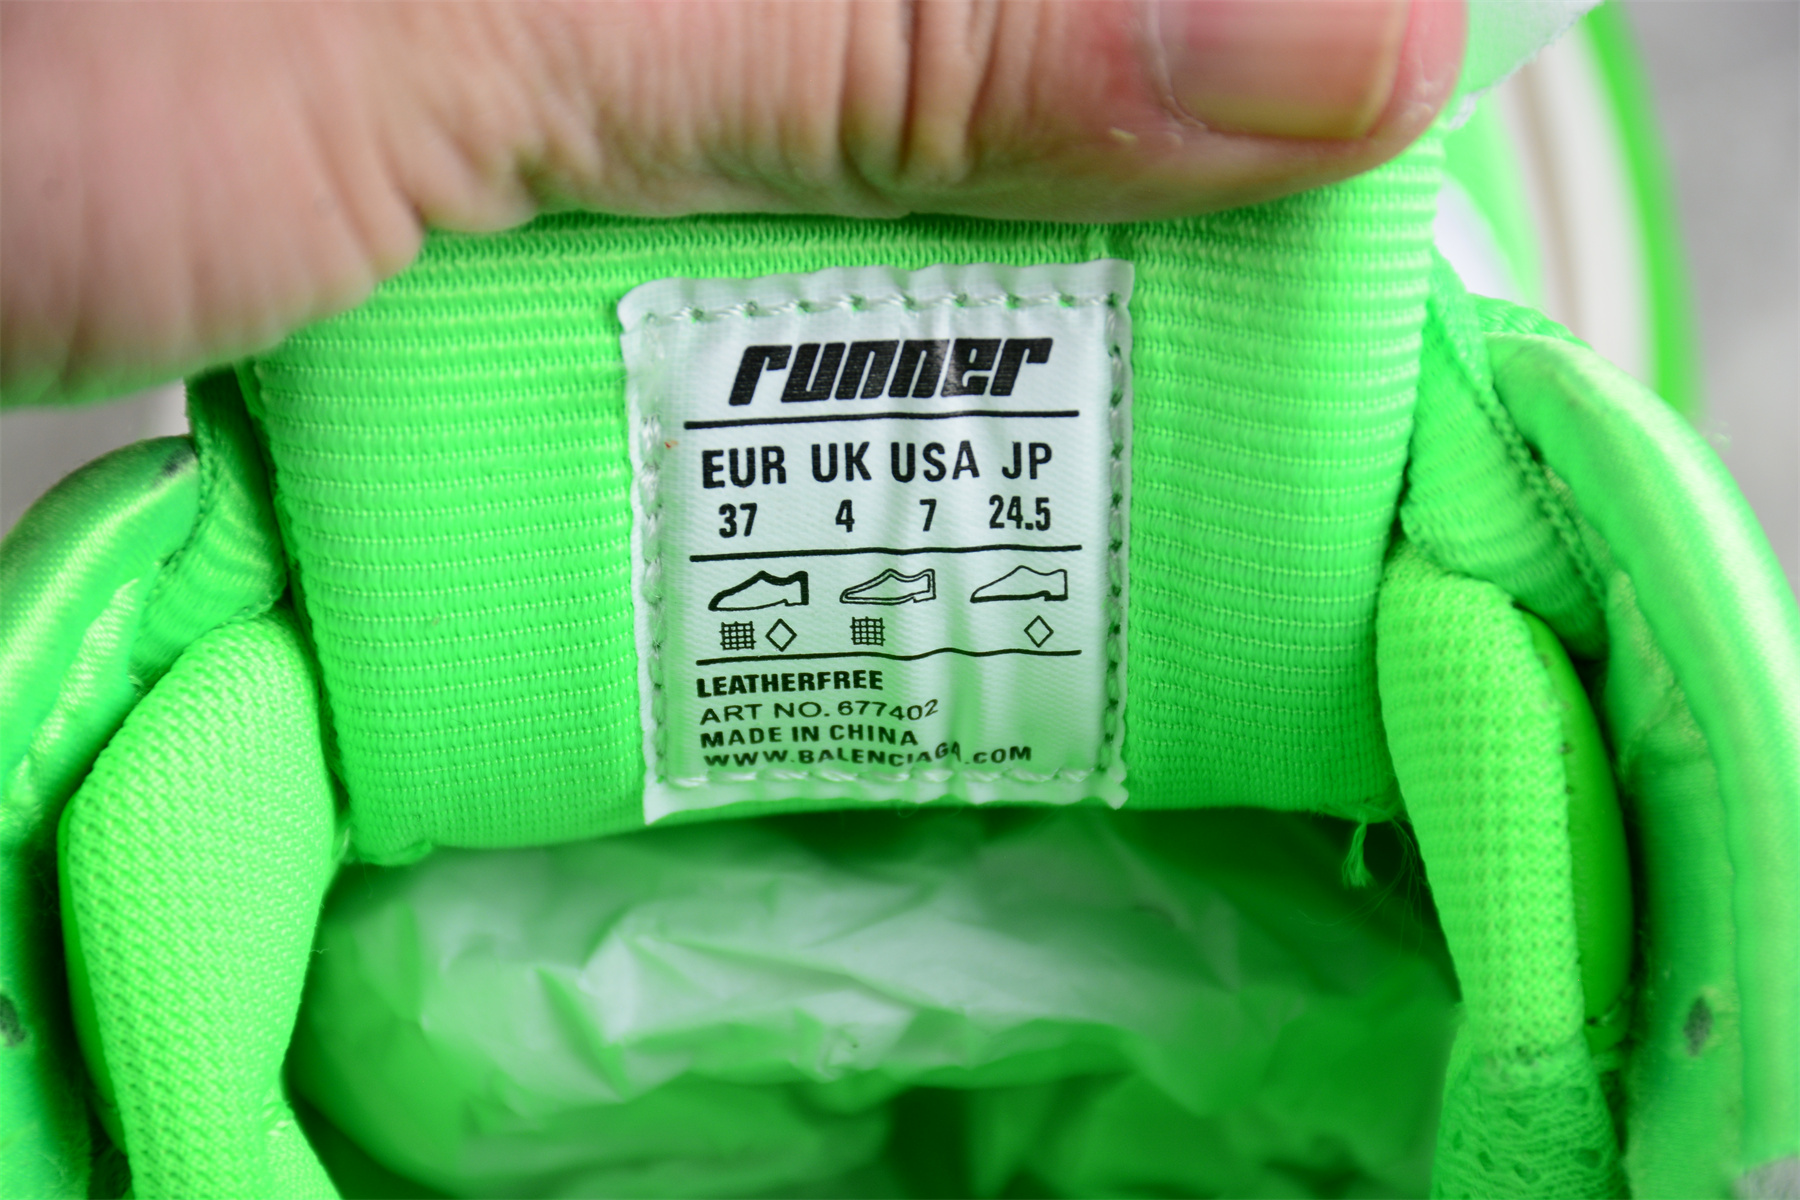 runner
EUR UK USA JP
37 4 7 24.5
LEATHERFREE
ART NO. 677402
MADE IN CHINA
WWW.BALENCIAGA.COM